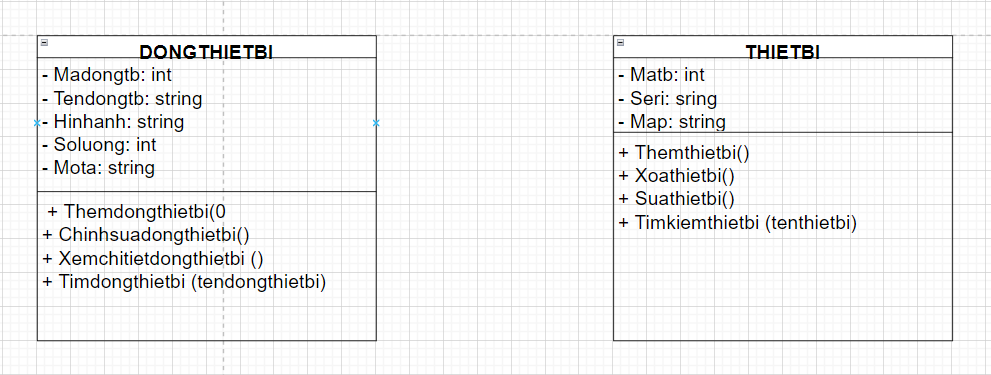 DONGTHIETBI
- Madongtb: int
- Tendongtb: string
- Hinhanh: string
- Soluong: int
- Mota: string
+ Themdongthietbi(0
+ Chinhsuadongthietbi()
+ Xemchitietdongthietbi ()
+ Timdongthietbi (tendongthietbi)
THIETBI
- Matb: int
- Seri: sring
- Map: string
+ Themthietbi()
+ Xoathietbi()
+ Suathietbi()
+ Timkiemthietbi (tenthietbi)